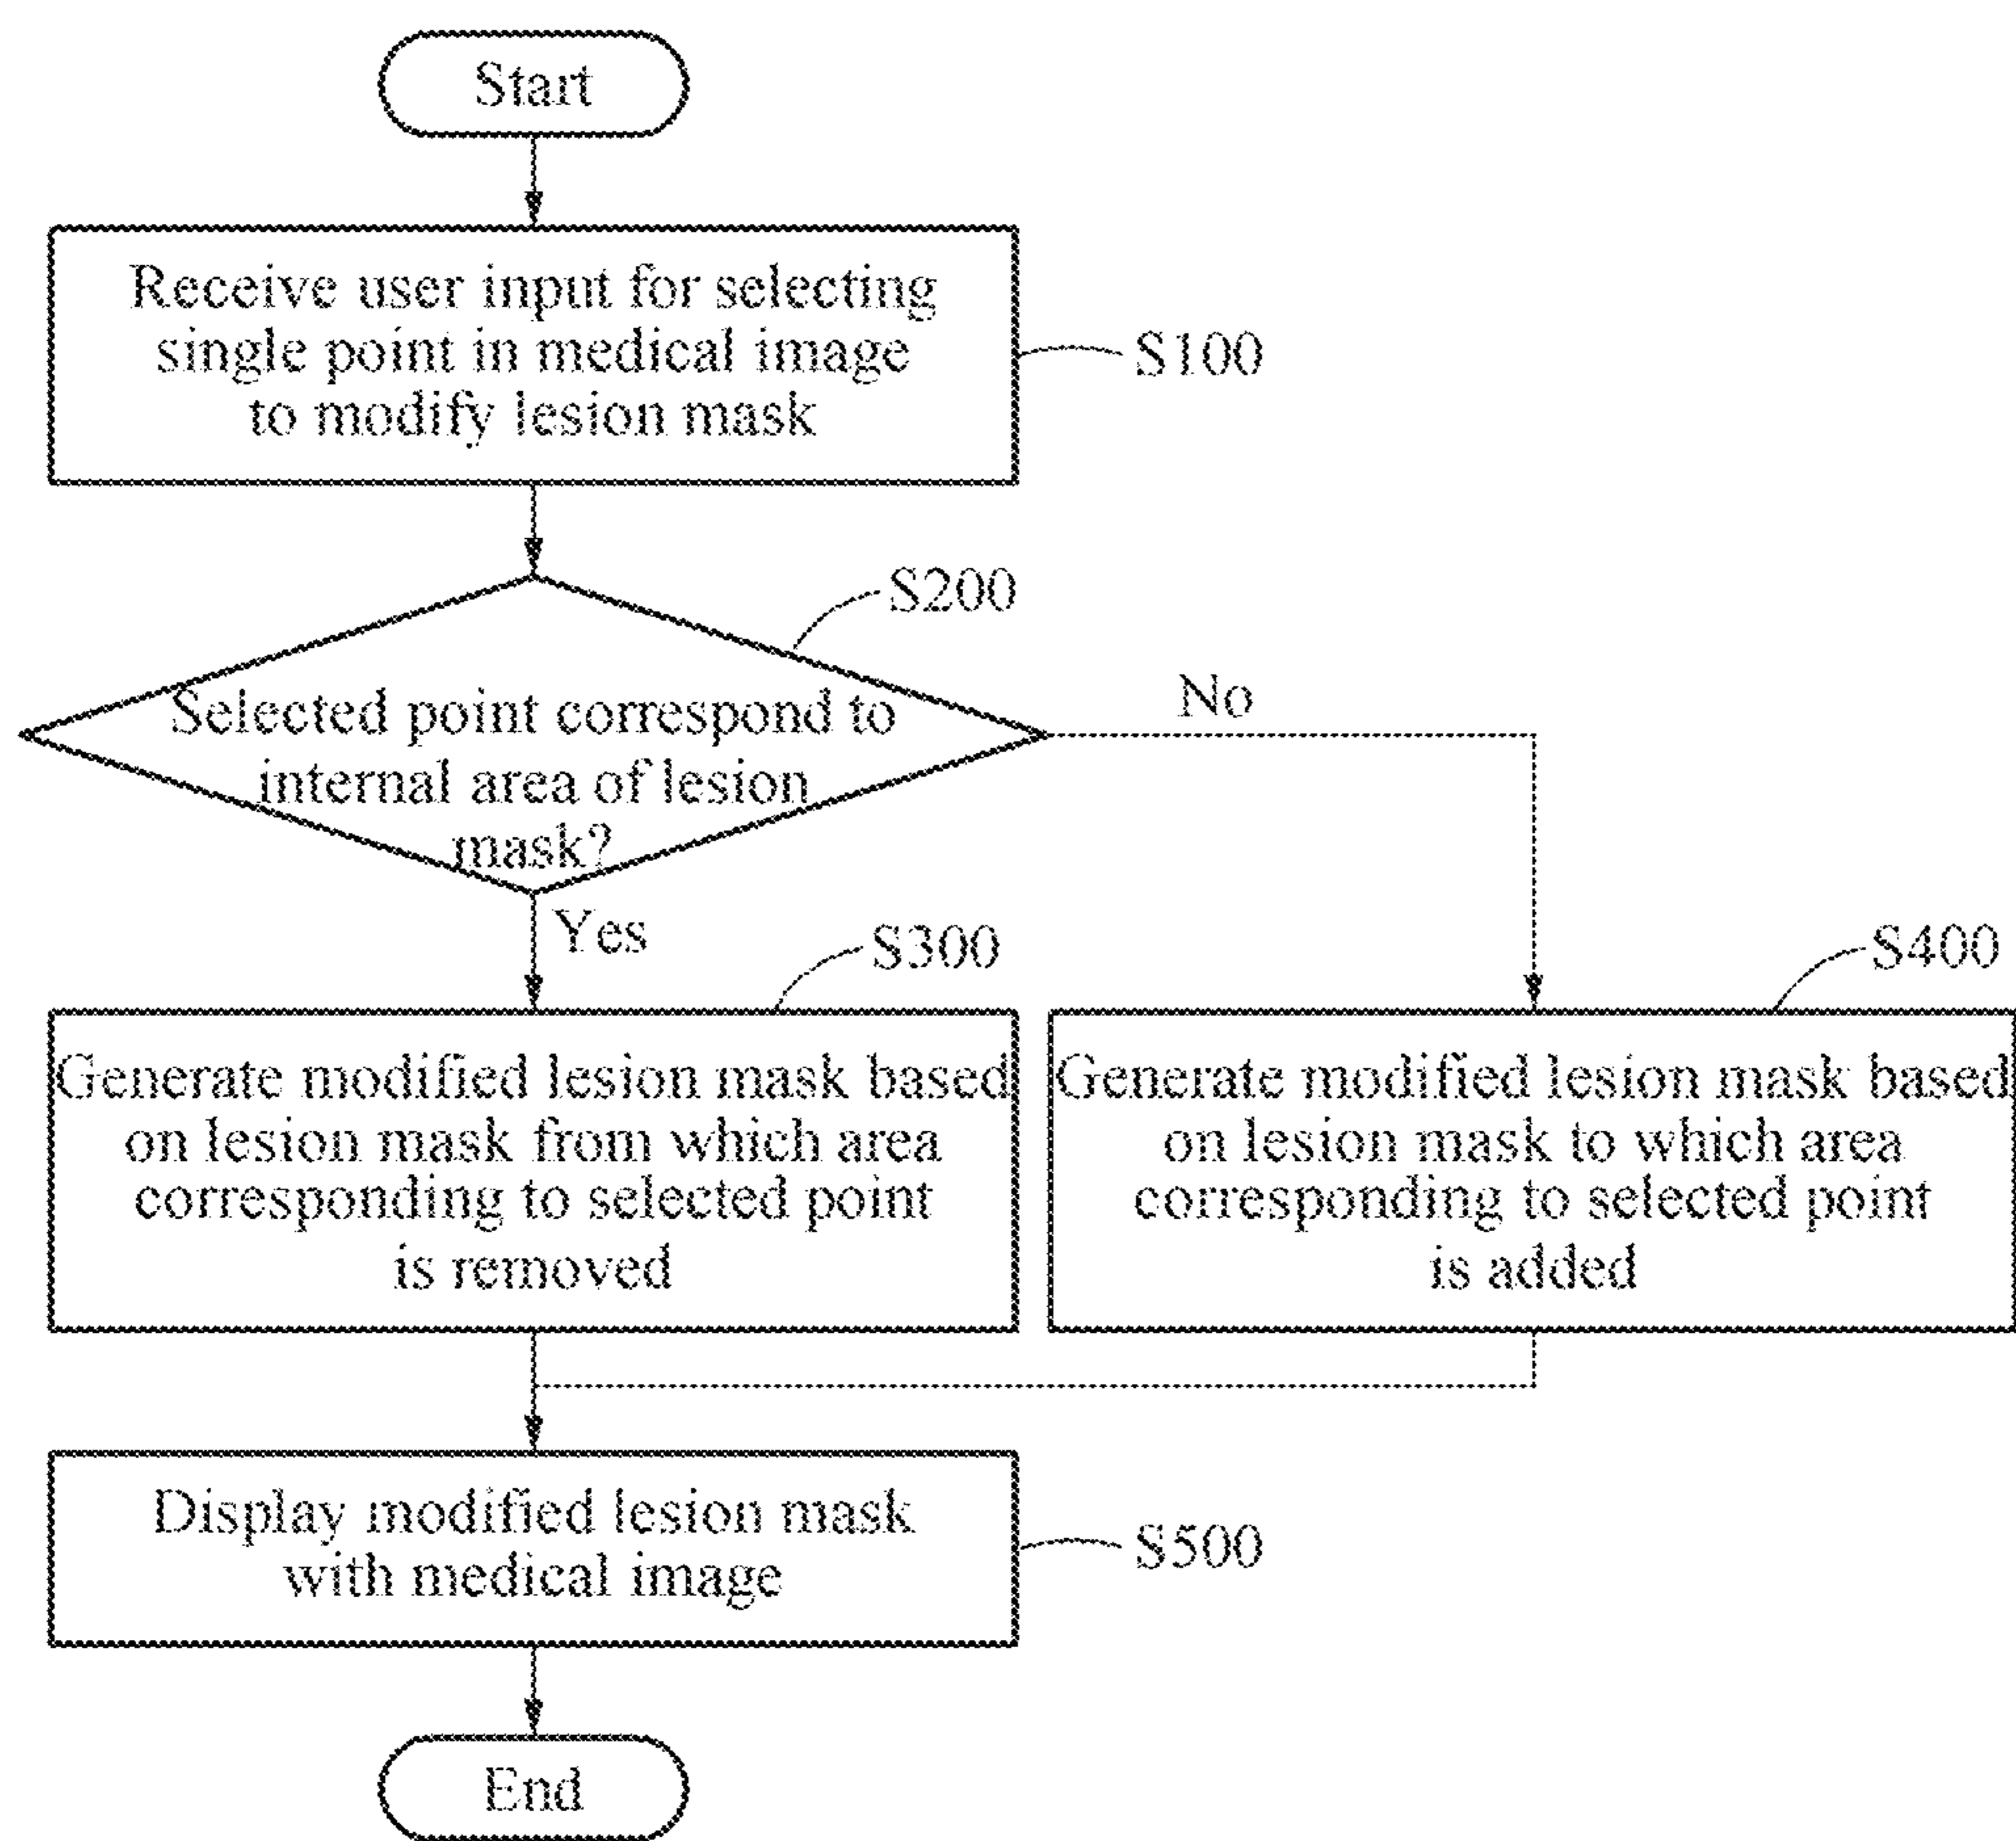 Start
Receive user input for selecting
single point in medical image
to modify lesion mask
S100
S200
Selected point correspond to
internal area of lesion
mask?
No
Yes
S300
S400
Generate modified lesion mask based
on lesion mask from which area
corresponding to selected point
is removed
Generate modified lesion mask based
on lesion mask to which area
corresponding to selected point
is added
Display modified lesion mask
with medical image
S500
End